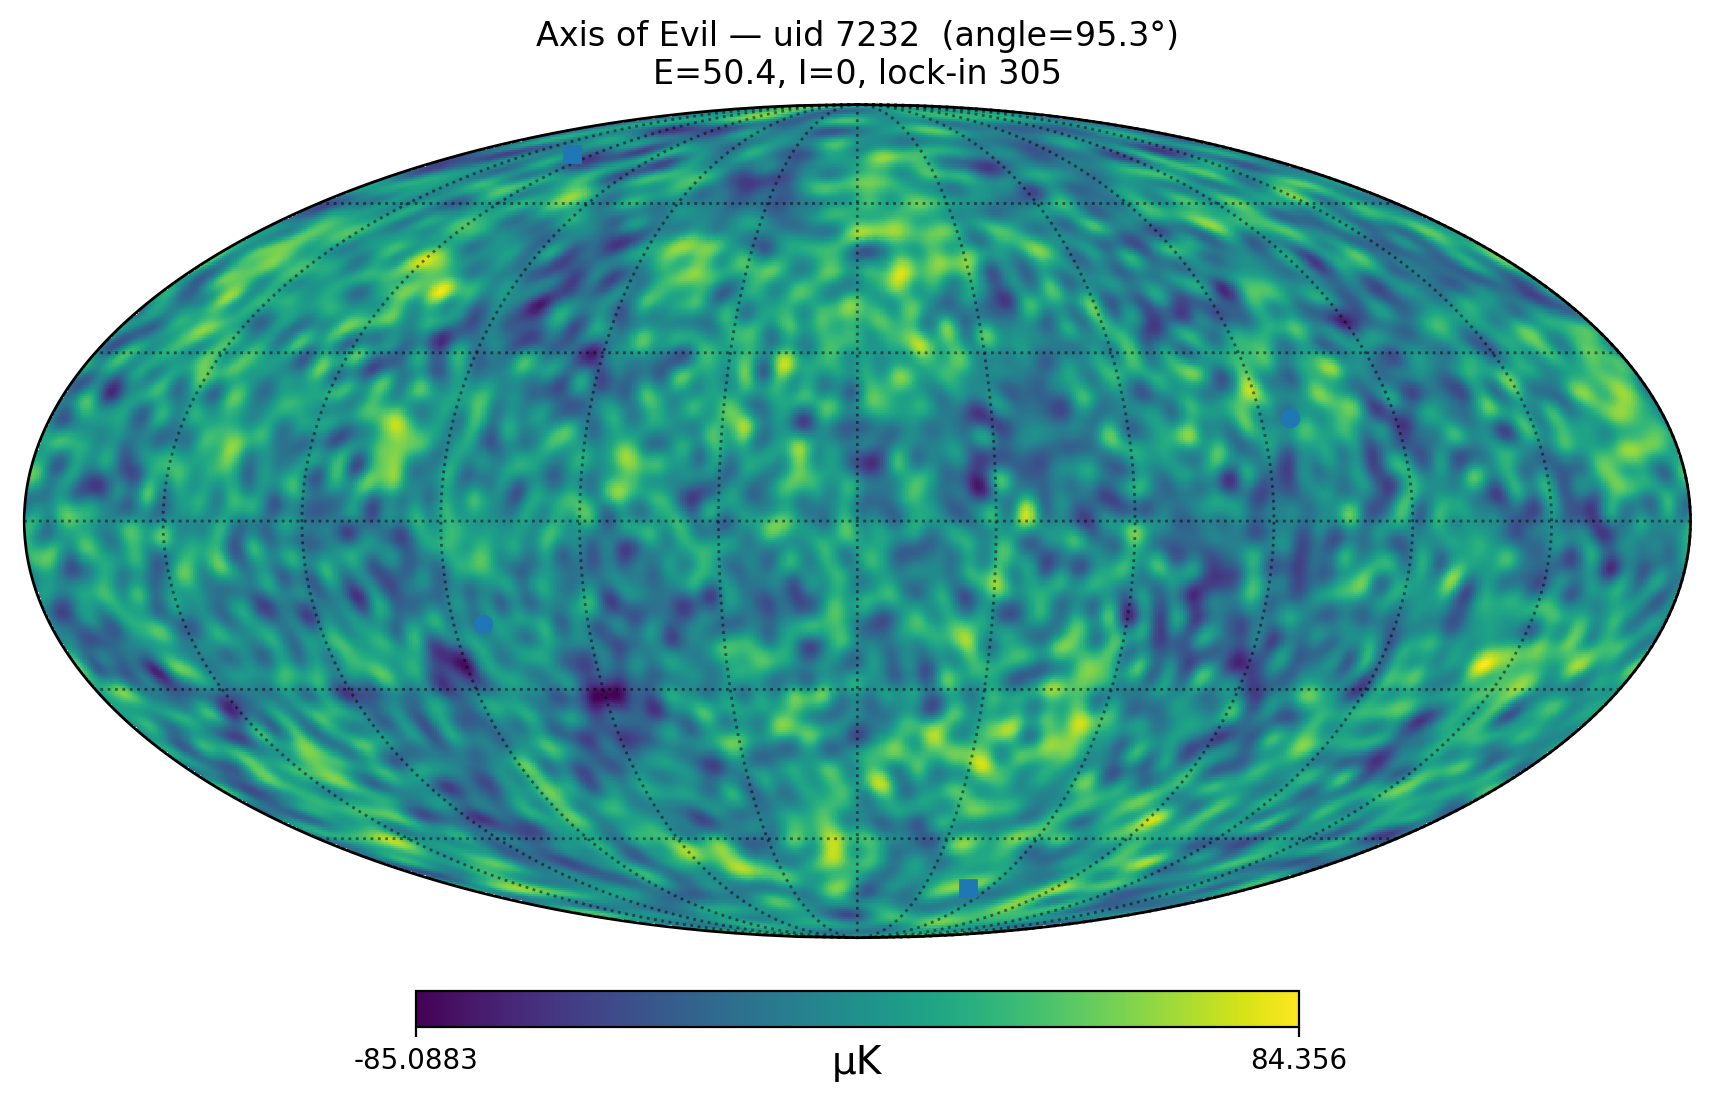 Axis of Evil — uid 7232  (angle=95.3°)
E=50.4, I=0, lock-in 305
-85.0883
μK
84.356